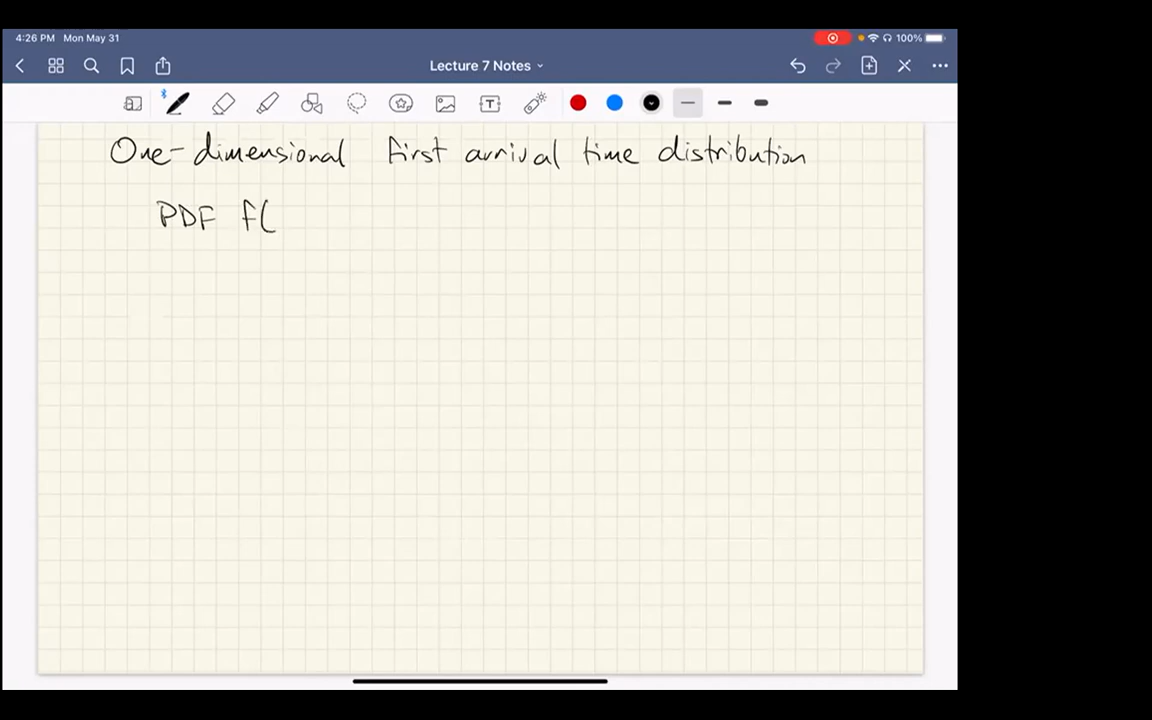 4:26 PM Mon May 31
100%
Lecture 7 Notes
T
One-dimensional first arrival time distribution
PDF f(